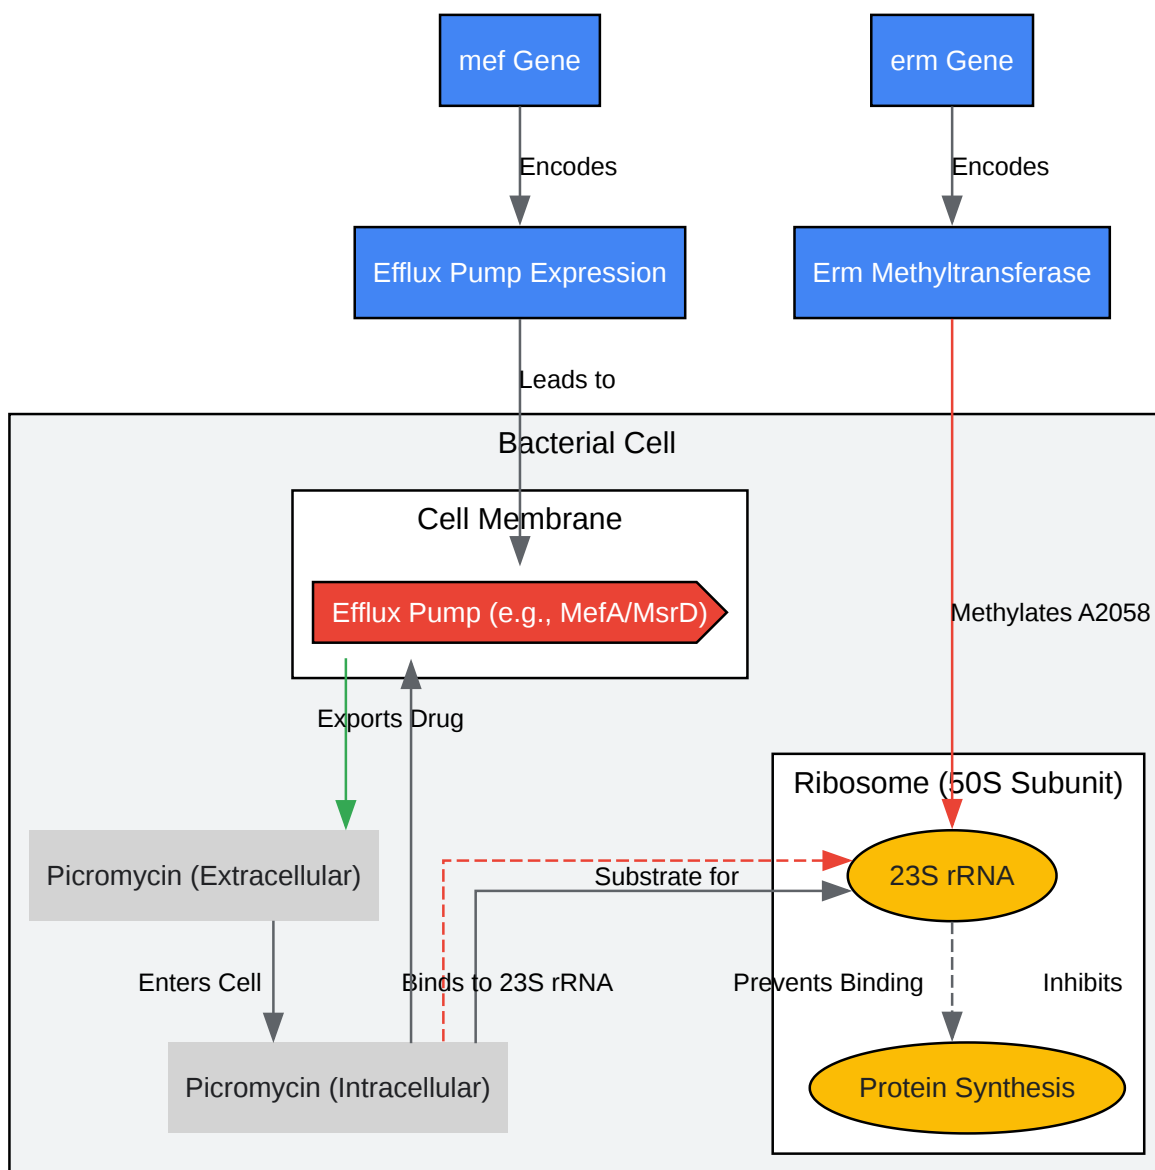 mef Gene
erm Gene
Encodes
Encodes
Efflux Pump Expression
Erm Methyltransferase
Leads to
Bacterial Cell
Cell Membrane
Efflux Pump (e.g., MefA/MsrD)
Methylates A2058
Exports Drug
Ribosome (50S Subunit)
Picromycin (Extracellular)
Substrate for
23S rRNA
Enters Cell
Binds to 23S rRNA
Prevents Binding
Inhibits
Picromycin (Intracellular)
Protein Synthesis